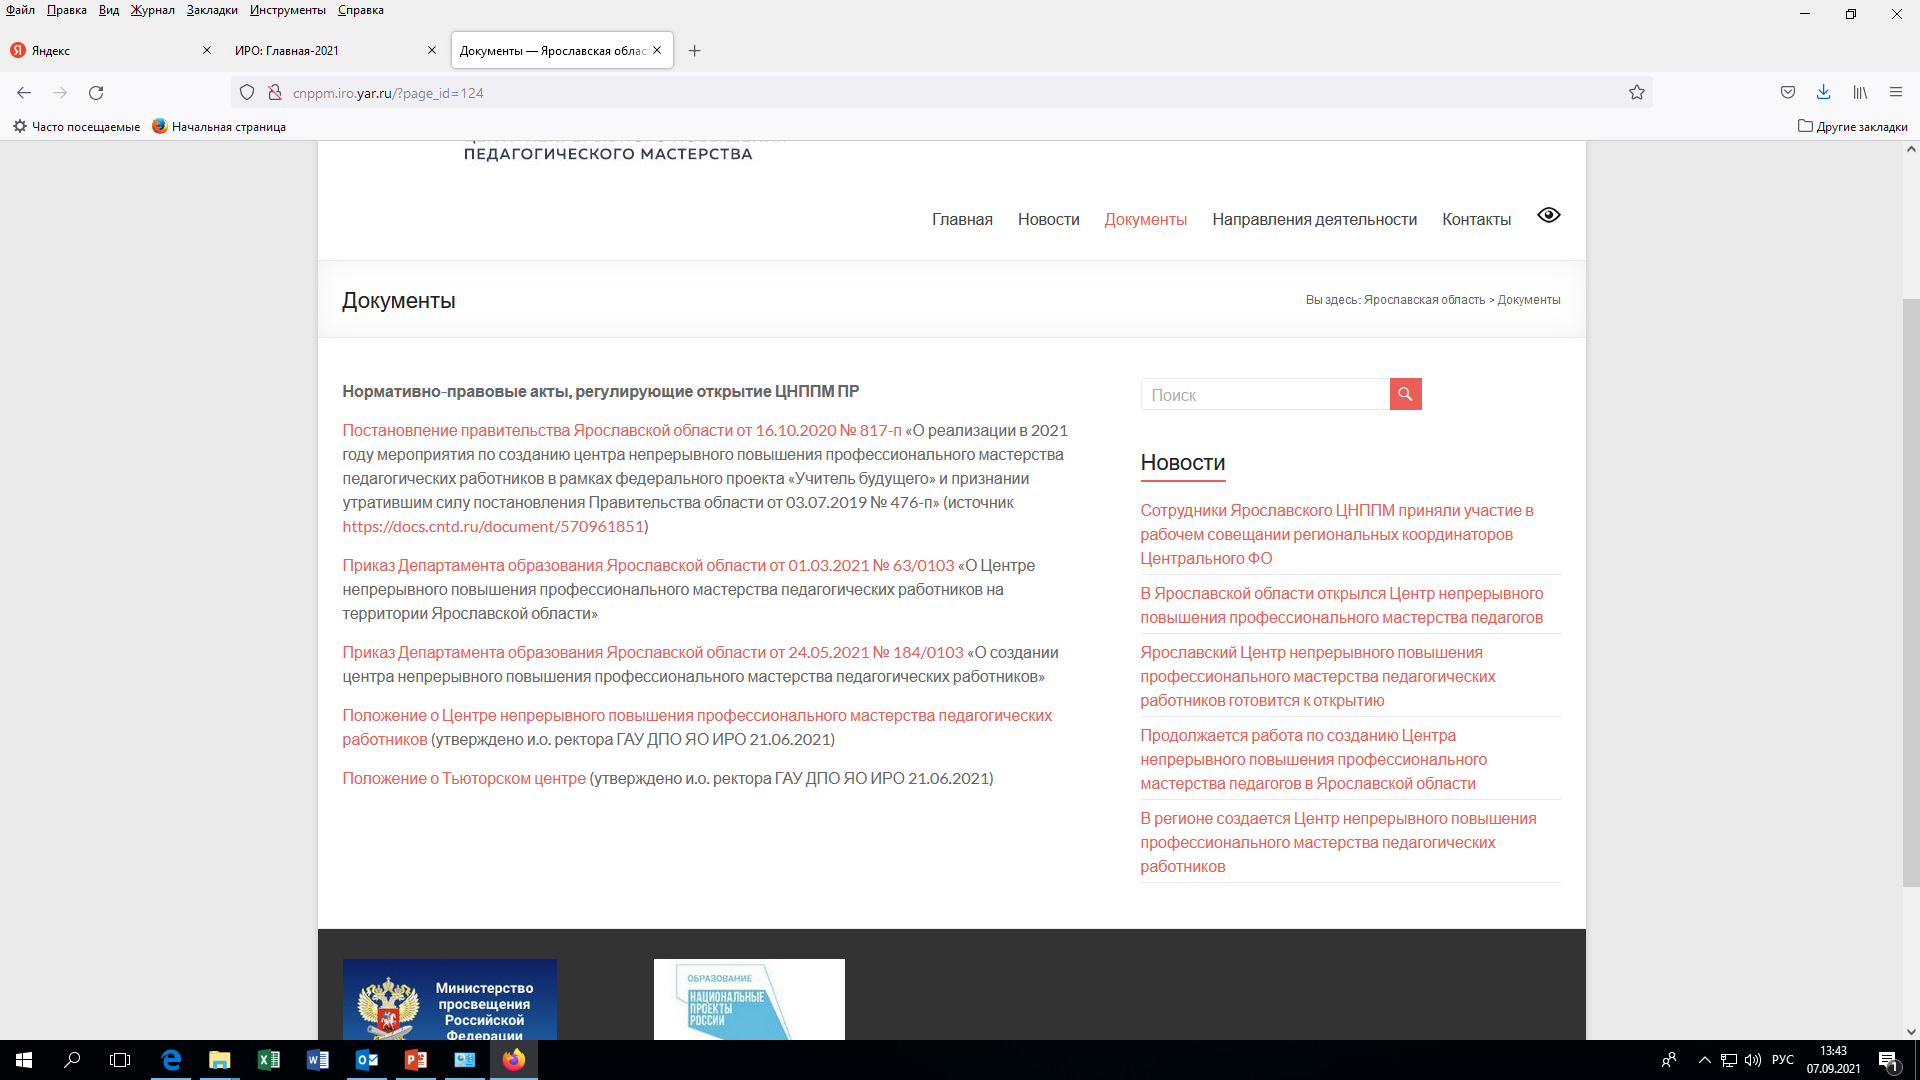 Файл Правка Вид Журнал Закладки Инструменты Справка
Яндекс
ИРО: Главная-2021
Документы — Ярославская облас
cnppm.iro.yar.ru/?page_id=124
Часто посещаемые
Начальная страница
Другие закладки
ПЕДАГОГИЧЕСКОГО МАСТЕРСТВА
Главная Новости Документы Направления деятельности Контакты
Документы
Вы здесь: Ярославская область > Документы
Нормативно-правовые акты, регулирующие открытие ЦНППМ ПР
Постановление правительства Ярославской области от 16.10.2020 № 817-п «О реализации в 2021
году мероприятия по созданию центра непрерывного повышения профессионального мастерства
педагогических работников в рамках федерального проекта «Учитель будущего» и признании
утратившим силу постановления Правительства области от 03.07.2019 № 476-п» (источник
https://docs.cntd.ru/document/570961851)
Приказ Департамента образования Ярославской области от 01.03.2021 № 63/0103 «О Центре
непрерывного повышения профессионального мастерства педагогических работников на
территории Ярославской области»
Приказ Департамента образования Ярославской области от 24.05.2021 № 184/0103 «О создании
центра непрерывного повышения профессионального мастерства педагогических работников»
Положение о Центре непрерывного повышения профессионального мастерства педагогических
работников (утверждено и.о. ректора ГАУ ДПО ЯО ИРО 21.06.2021)
Положение о Тьюторском центре (утверждено и.о. ректора ГАУ ДПО ЯО ИРО 21.06.2021)
Поиск
Новости
Сотрудники Ярославского ЦНППМ приняли участие в
рабочем совещании региональных координаторов
Центрального ФО
В Ярославской области открылся Центр непрерывного
повышения профессионального мастерства педагогов
Ярославский Центр непрерывного повышения
профессионального мастерства педагогических
работников готовится к открытию
Продолжается работа по созданию Центра
непрерывного повышения профессионального
мастерства педагогов в Ярославской области
В регионе создается Центр непрерывного повышения
профессионального мастерства педагогических
работников
Министерство
просвещения
Российской
Федерации
ОБРАЗОВАНИЕ
НАЦИОНАЛЬНЫЕ
ПРОЕКТЫ
РОССИИ
РУС
13:43
07.09.2021
1